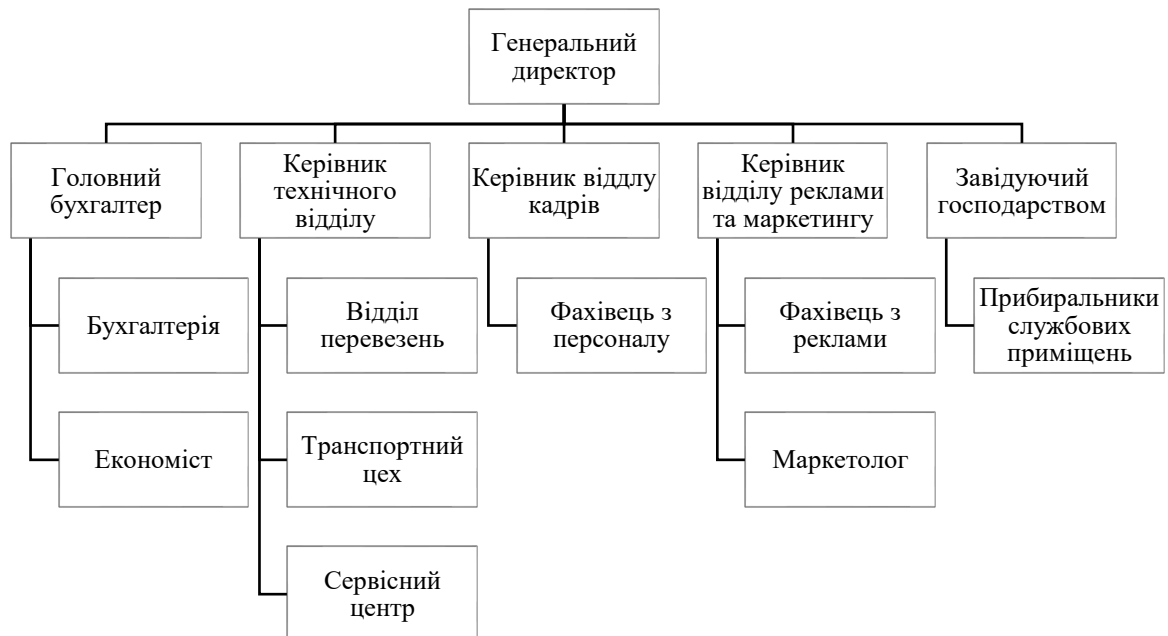 Генеральний
директор
Головний
бухгалтер
Керівник
технічного
відділу
Керівник віддлу
кадрів
Керівник
відділу реклами
та маркетингу
Завідуючий
господарством
Бухгалтерія
Відділ
перевезень
Фахівець з
персоналу
Фахівець з
реклами
Прибиральники
службових
приміщень
Економіст
Транспортний
цех
Маркетолог
Сервісний
центр